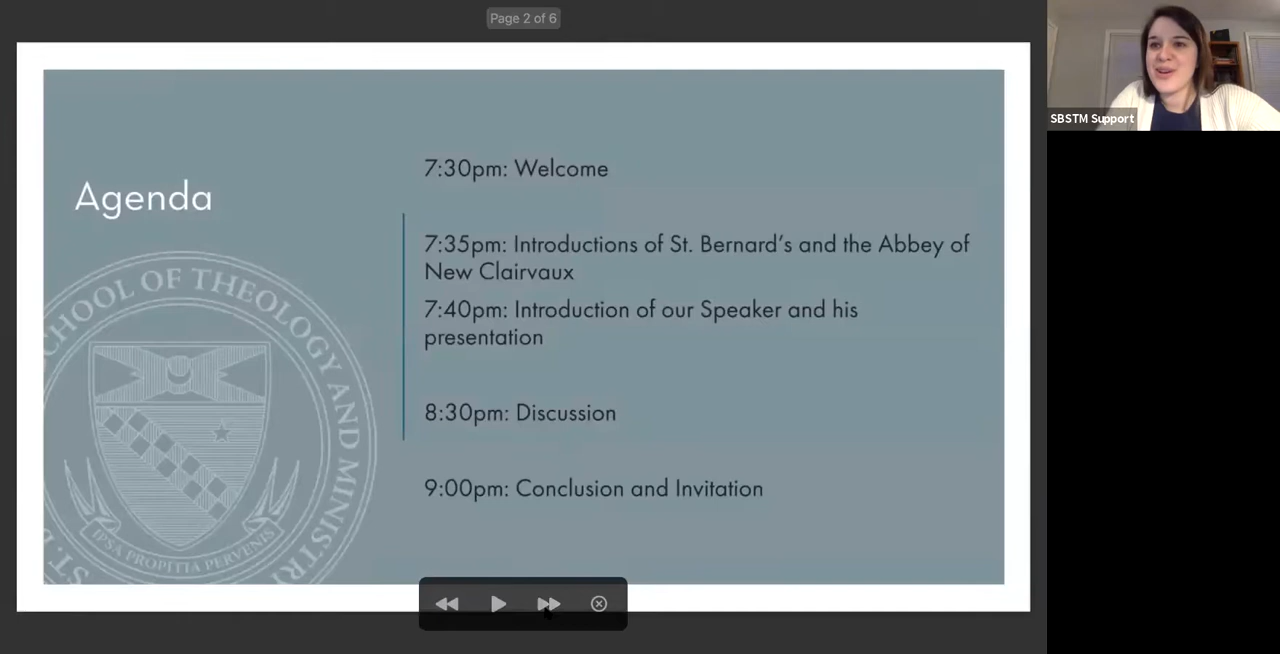 Page 2 of 6
Agenda
7:30pm: Welcome
7:35pm: Introductions of St. Bernard's and the Abbey of
New Clairvaux
7:40pm: Introduction of our Speaker and his
presentation
8:30pm: Discussion
9:00pm: Conclusion and Invitation
SCHOOL OF THEOLOGY AND MINISTRY
ST. B
IPSA PROPITIA PERVENIS
SBSTM Support